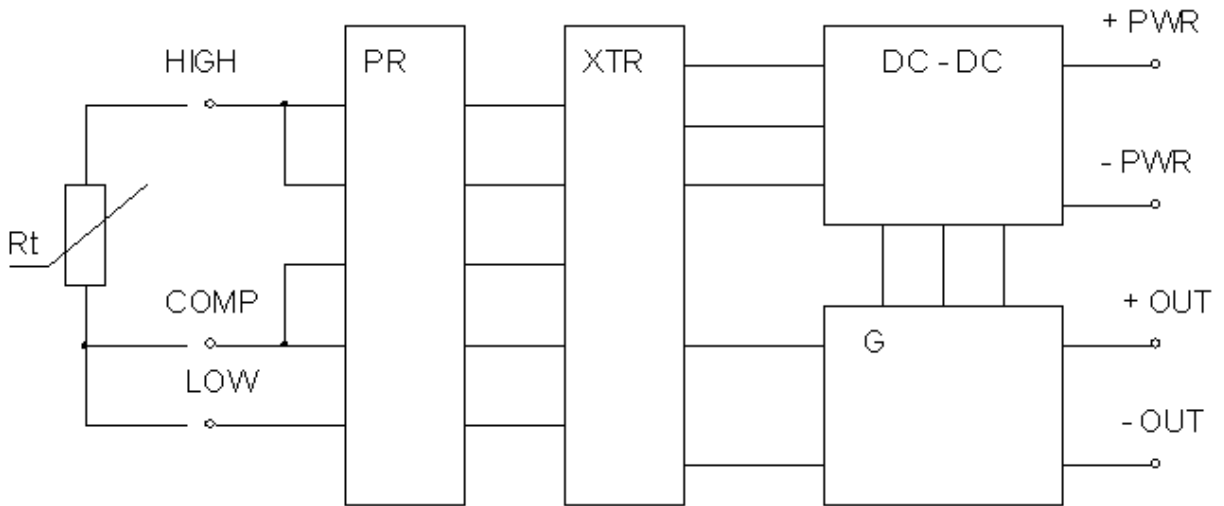 + PWR
HIGH
PR
XTR
DC - DC
- PWR
Rt
COMP
+ OUT
G
LOW
- OUT